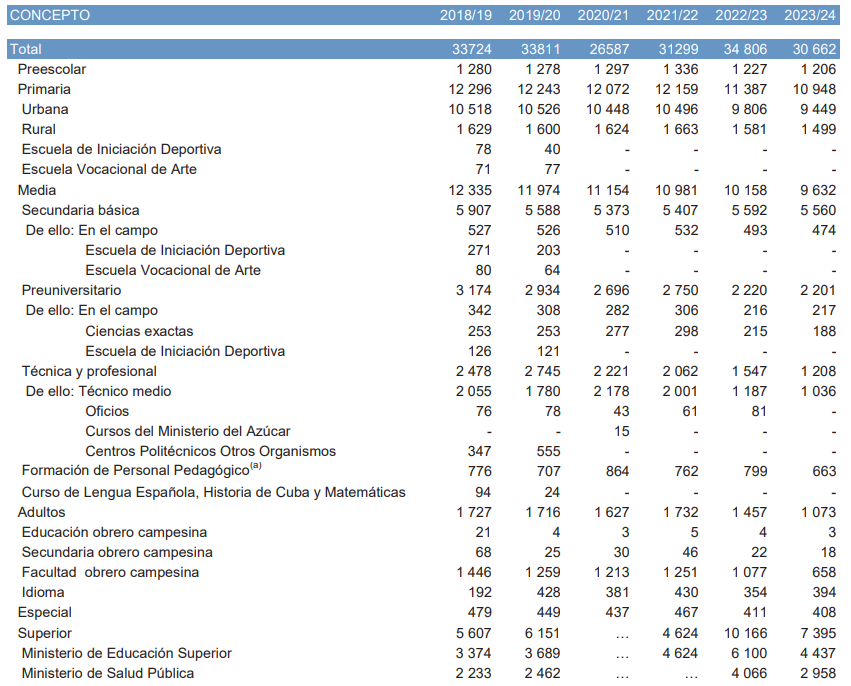 CONCEPTO 2018/19 2019/20 2020/21 2021/22 2022/23 2023/24
Total 33724 33811 26587 31299 34 806 30 662
Preescolar 1 280 1 278 1 297 1 336 1 227 1 206
Primaria 12 296 12 243 12 072 12 159 11 387 10 948
Urbana 10 518 10 526 10 448 10 496 9 806 9 449
Rural 1 629 1 600 1 624 1 663 1 581 1 499
Escuela de Iniciación Deportiva 78 40 - - - -
Escuela Vocacional de Arte 71 77 - - - -
Media 12 335 11 974 11 154 10 981 10 158 9 632
Secundaria básica 5 907 5 588 5 373 5 407 5 592 5 560
De ello: En el campo 527 526 510 532 493 474
Escuela de Iniciación Deportiva 271 203 - - - -
Escuela Vocacional de Arte 80 64 - - - -
Preuniversitario 3 174 2 934 2 696 2 750 2 220 2 201
De ello: En el campo 342 308 282 306 216 217
Ciencias exactas 253 253 277 298 215 188
Escuela de Iniciación Deportiva 126 121 - - - -
Técnica y profesional 2 478 2 745 2 221 2 062 1 547 1 208
De ello: Técnico medio 2 055 1 780 2 178 2 001 1 187 1 036
Oficios 76 78 43 61 81 -
Cursos del Ministerio del Azúcar - - 15 - - -
Centros Politécnicos Otros Organismos 347 555 - - - -
Formación de Personal Pedagógico(a) 776 707 864 762 799 663
Curso de Lengua Española, Historia de Cuba y Matemáticas 94 24 - - - -
Adultos 1 727 1 716 1 627 1 732 1 457 1 073
Educación obrero campesina 21 4 3 5 4 3
Secundaria obrero campesina 68 25 30 46 22 18
Facultad obrero campesina 1 446 1 259 1 213 1 251 1 077 658
Idioma 192 428 381 430 354 394
Especial 479 449 437 467 411 408
Superior 5 607 6 151 … 4 624 10 166 7 395
Ministerio de Educación Superior 3 374 3 689 … 4 624 6 100 4 437
Ministerio de Salud Pública 2 233 2 462 … … 4 066 2 958